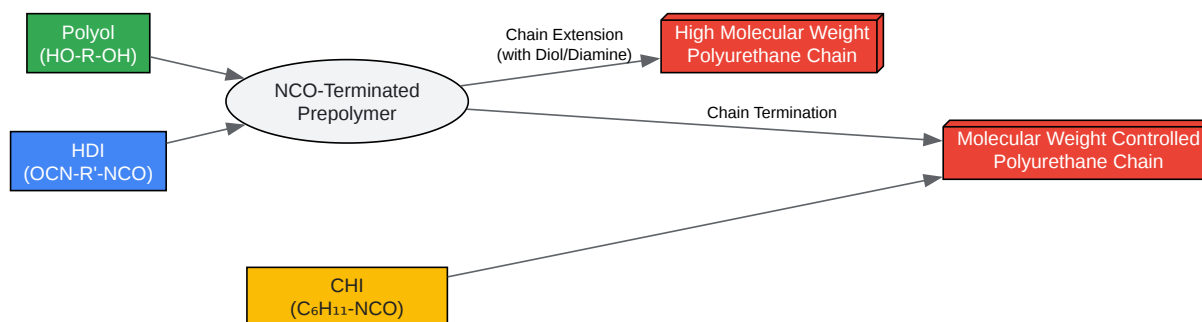 Polyol
(HO-R-OH)
HDI
(OCN-R'-NCO)
NCO-Terminated
Prepolymer
Chain Extension
(with Diol/Diamine)
High Molecular Weight
Polyurethane Chain
Chain Termination
Molecular Weight Controlled
Polyurethane Chain
CHI
(C₆H₁₁-NCO)